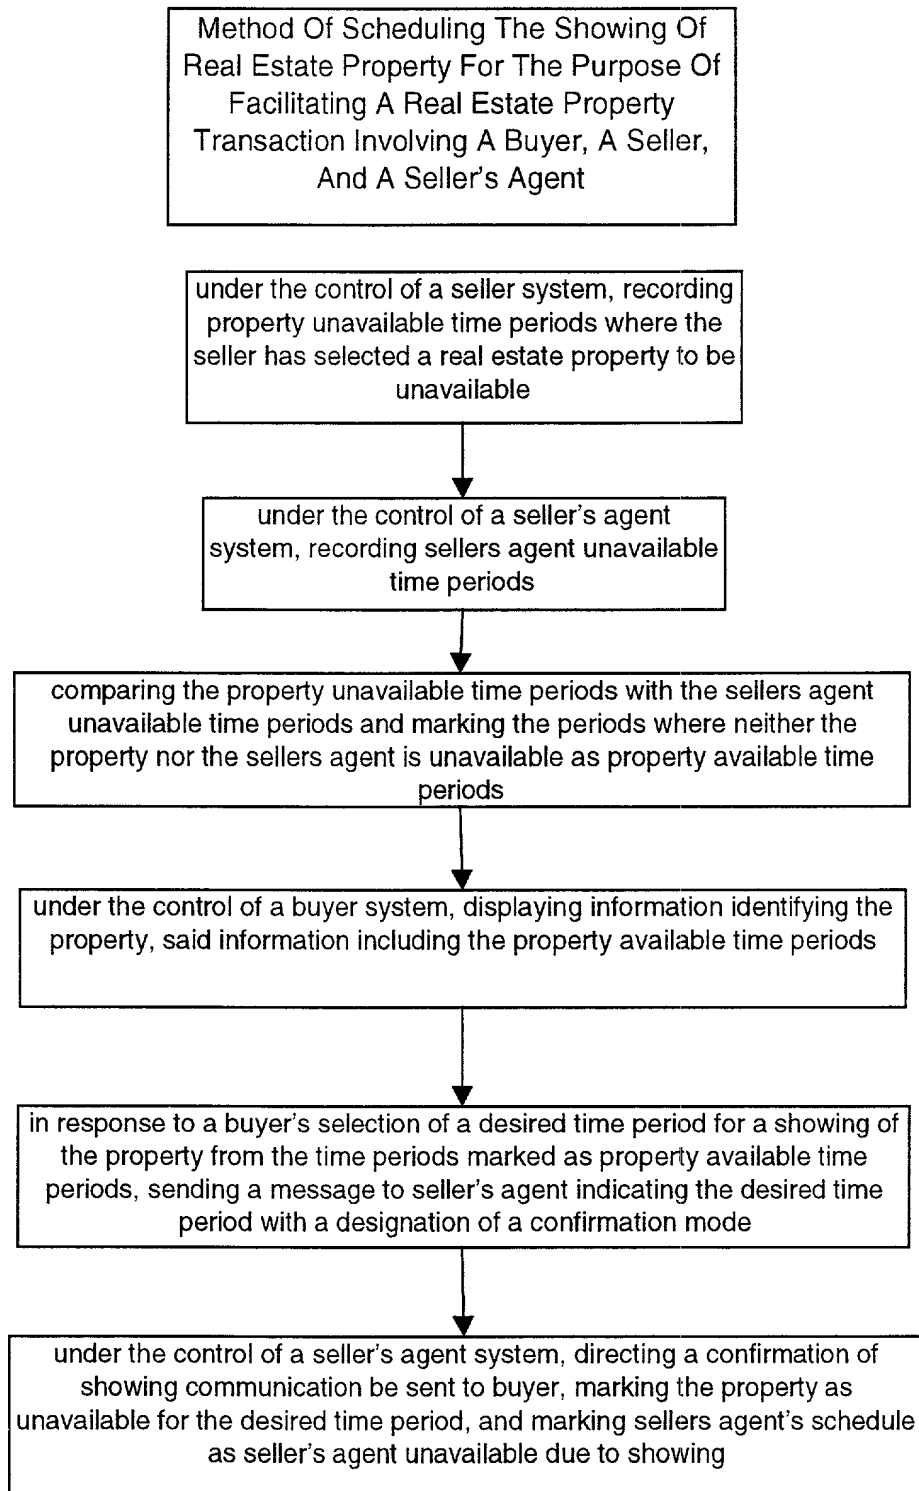 Method Of Scheduling The Showing Of
Real Estate Property For The Purpose Of
Facilitating A Real Estate Property
Transaction Involving A Buyer, A Seller,
And A Seller's Agent
under the control of a seller system, recording
property unavailable time periods where the
seller has selected a real estate property to be
unavailable
under the control of a seller's agent
system, recording sellers agent unavailable
time periods
comparing the property unavailable time periods with the sellers agent
unavailable time periods and marking the periods where neither the
property nor the sellers agent is unavailable as property available time
periods
under the control of a buyer system, displaying information identifying the
property, said information including the property available time periods
in response to a buyer's selection of a desired time period for a showing of
the property from the time periods marked as property available time
periods, sending a message to seller's agent indicating the desired time
period with a designation of a confirmation mode
under the control of a seller's agent system, directing a confirmation of
showing communication be sent to buyer, marking the property as
unavailable for the desired time period, and marking sellers agent's schedule
as seller's agent unavailable due to showing